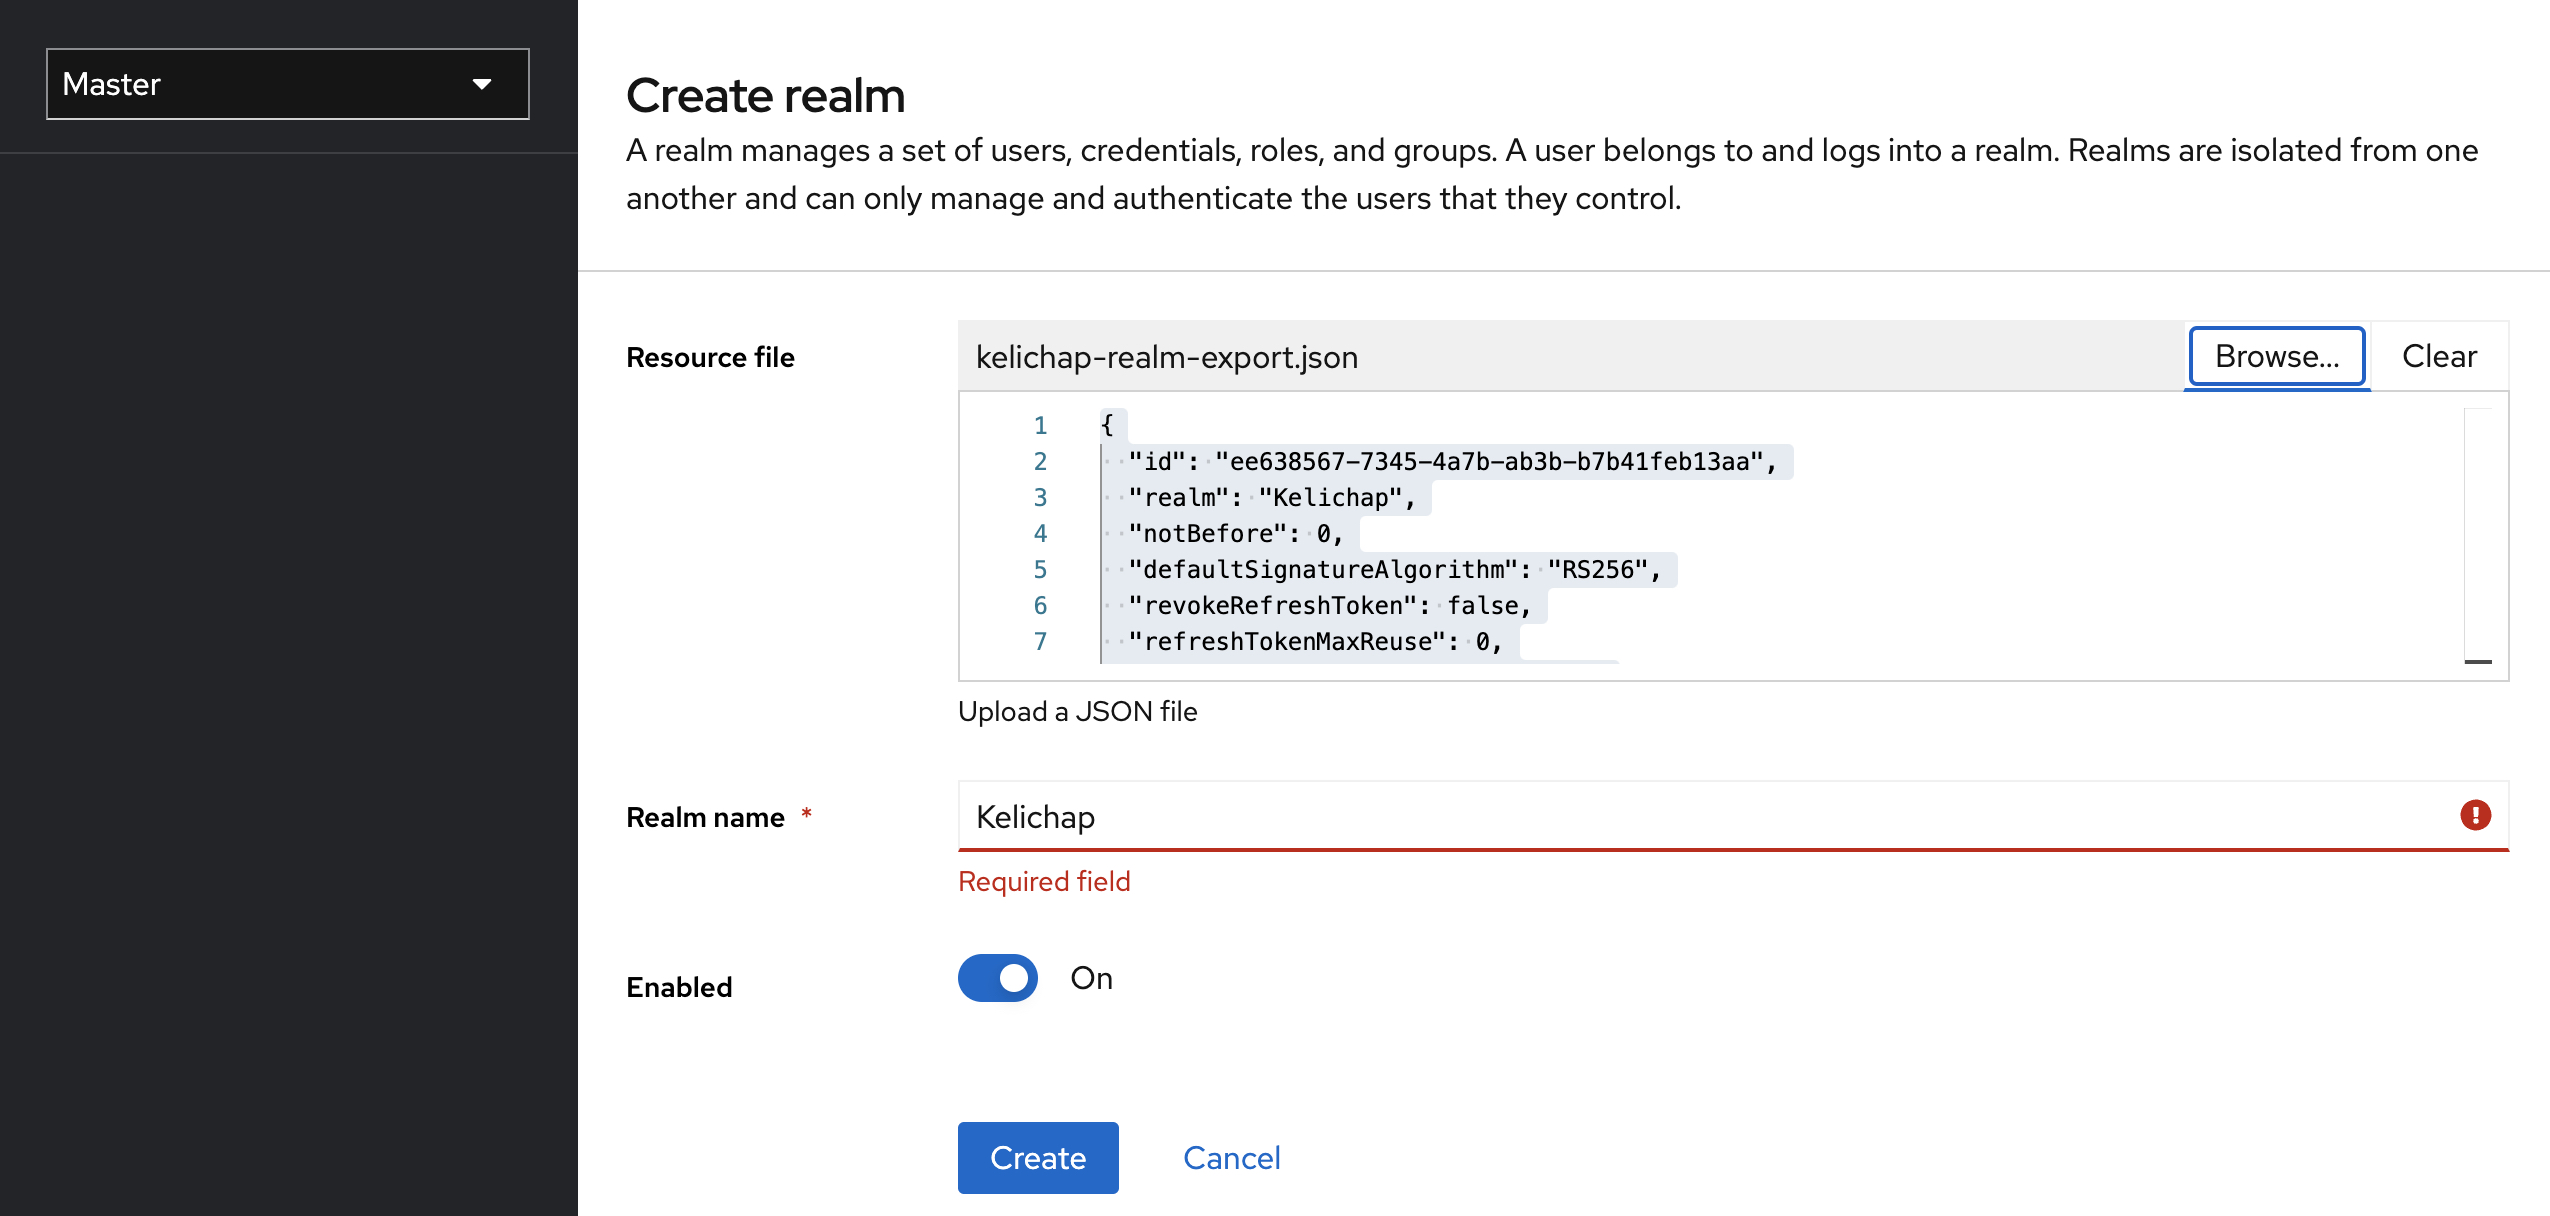 Master
Create realm
A realm manages a set of users, credentials, roles, and groups. A user belongs to and logs into a realm. Realms are isolated from one
another and can only manage and authenticate the users that they control.
Resource file
kelichap-realm-export.json
Browse...
Clear
1 {
2 "id": "ee638567-7345-4a7b-ab3b-b7b41feb13aa",
3 "realm": "Kelichap",
4 "notBefore": 0,
5 "defaultSignatureAlgorithm": "RS256",
6 "revokeRefreshToken": false,
7 "refreshTokenMaxReuse": 0,
Upload a JSON file
Realm name *
Kelichap
Required field
Enabled
On
Create
Cancel